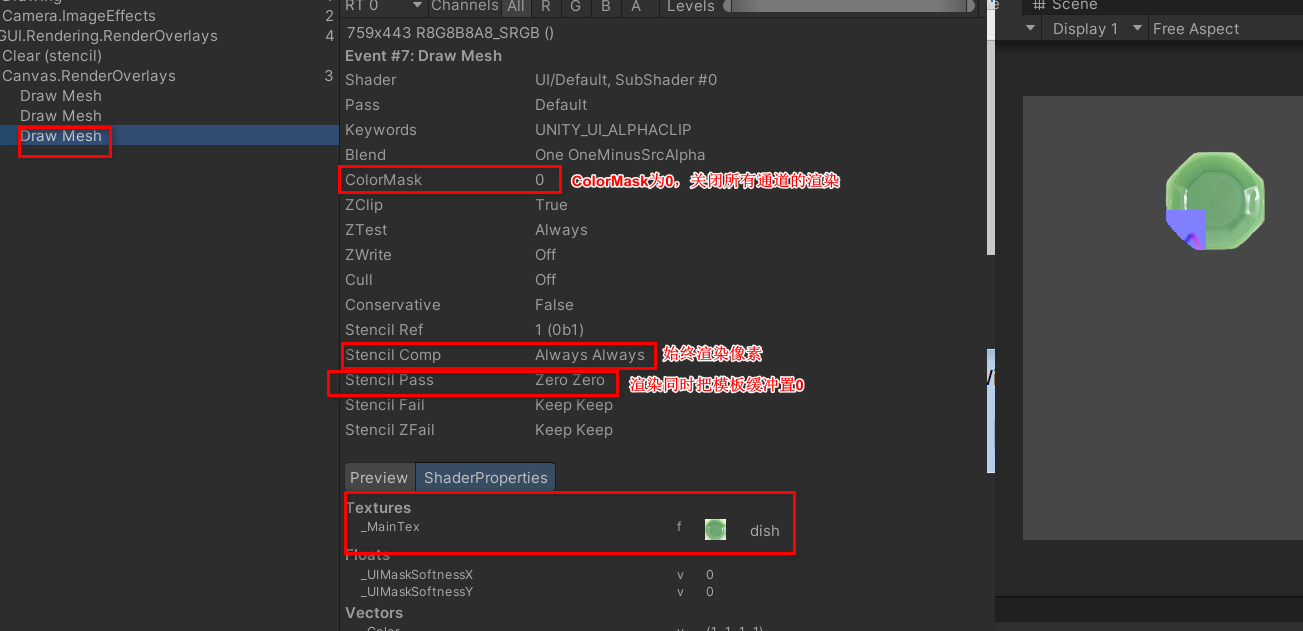 RT 0 Channels All R G B A Levels
# Scene
Camera.ImageEffects 2
Display 1 Free Aspect
GUI.Rendering.RenderOverlays 4
759x443 R8G8B8A8_SRGB ()
Clear (stencil)
Event #7: Draw Mesh
Canvas.RenderOverlays 3
Shader UI/Default, SubShader #0
Draw Mesh
Pass Default
Draw Mesh
Keywords UNITY_UI_ALPHACLIP
Draw Mesh
Blend One OneMinusSrcAlpha
ColorMask 0 ColorMask为0，关闭所有通道的渲染
ZClip True
ZTest Always
ZWrite Off
Cull Off
Conservative False
Stencil Ref 1 (0b1)
Stencil Comp Always Always 始终渲染像素
Stencil Pass Zero Zero 渲染同时把模板缓冲置0
Stencil Fail Keep Keep
Stencil ZFail Keep Keep
Preview ShaderProperties
Textures
_MainTex f dish
Floats
_UIMaskSoftnessX v 0
_UIMaskSoftnessY v 0
Vectors
_Color v (1, 1, 1, 1)